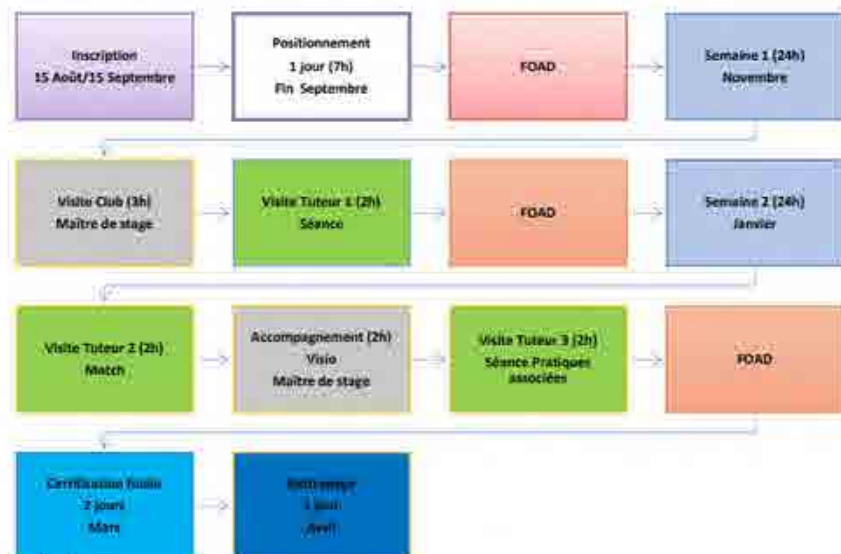 Inscription
15 Août/15 Septembre
Positionnement
1 jour (7h)
Fin Septembre
FOAD
Semaine 1 (24h)
Novembre
Visite Club (3h)
Maître de stage
Visite Tuteur 1 (2h)
Séance
FOAD
Semaine 2 (24h)
Janvier
Visite Tuteur 2 (2h)
Match
Accompagnement (2h)
Visio
Maître de stage
Visite Tuteur 3 (2h)
Séance Pratiques
associées
FOAD
Certification finale
2 jours
Mars
Rattrapage
1 jour
Avril